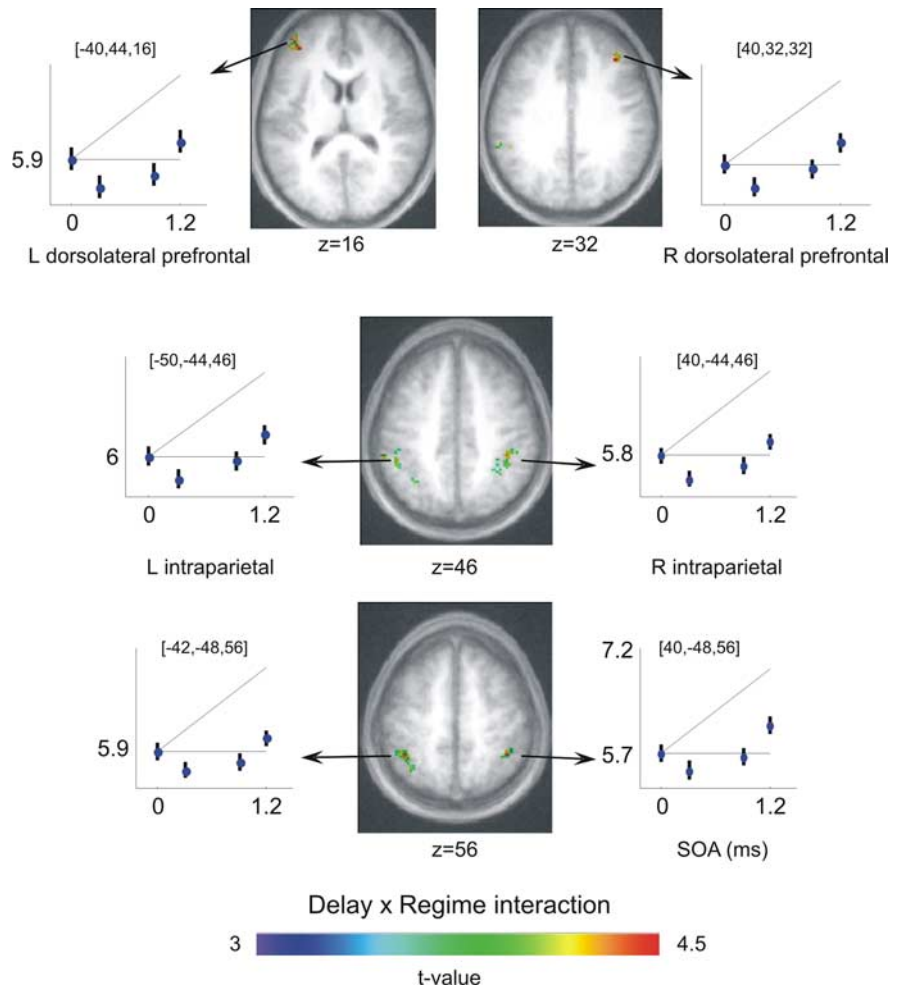 [-40,44,16]
[40,32,32]
5.9
0 1.2
0 1.2
L dorsolateral prefrontal
z=16
z=32
R dorsolateral prefrontal
[-50,-44,46]
[40,-44,46]
6
5.8
0 1.2
0 1.2
L intraparietal
z=46
R intraparietal
[-42,-48,56]
7.2
[40,-48,56]
5.9
5.7
0 1.2
0 1.2
z=56
SOA (ms)
Delay x Regime interaction
3
4.5
t-value